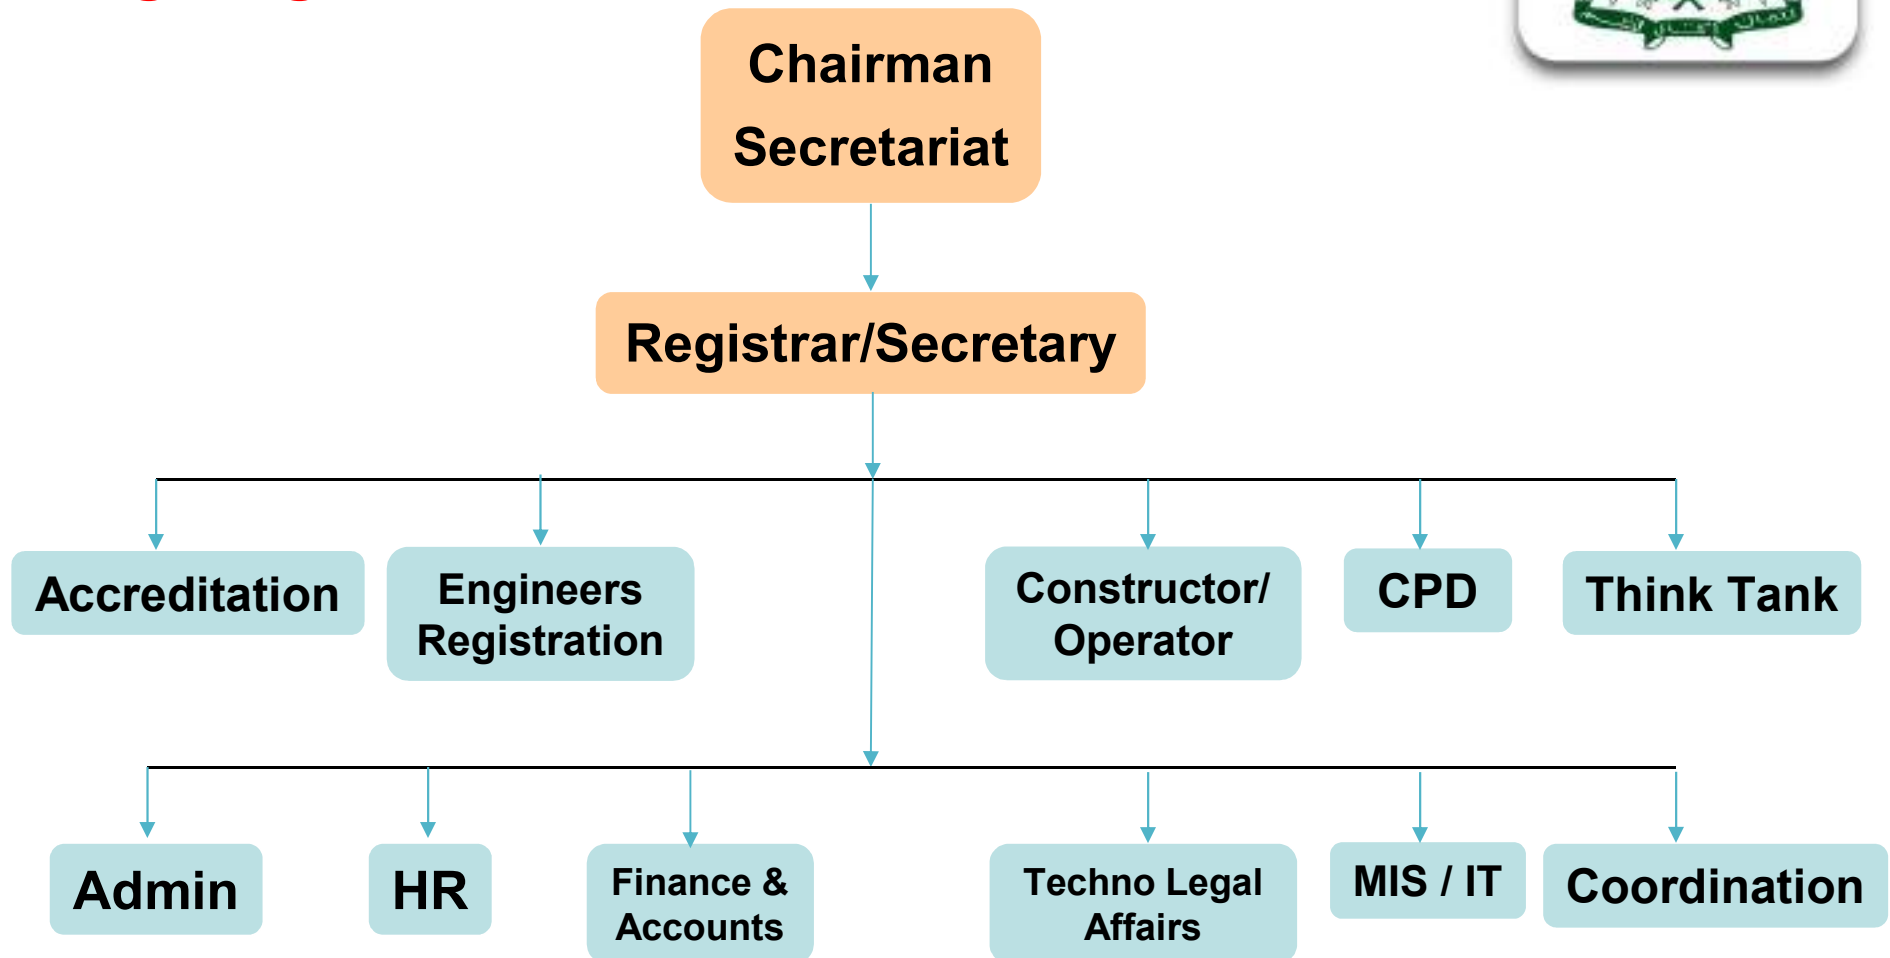 Chairman
Secretariat
Registrar/Secretary
Accreditation
Engineers
Registration
Constructor/
Operator
CPD
Think Tank
Admin
HR
Finance &
Accounts
Techno Legal
Affairs
MIS / IT
Coordination